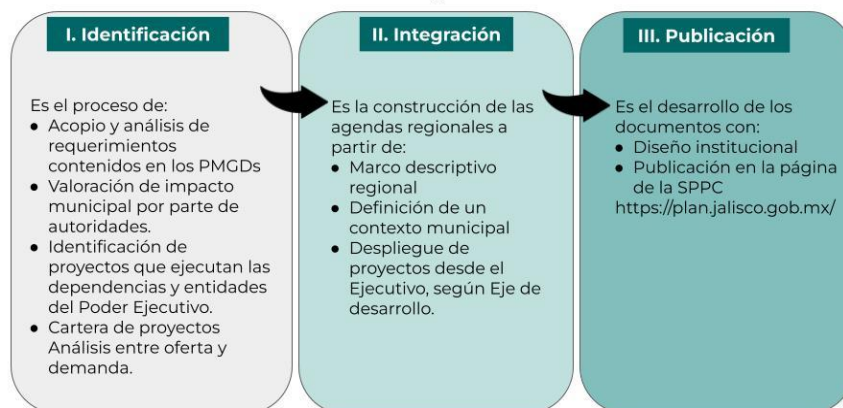 I. Identificación
Es el proceso de:
● Acopio y análisis de
requerimientos
contenidos en los PMGDs
● Valoración de impacto
municipal por parte de
autoridades.
● Identificación de
proyectos que ejecutan las
dependencias y entidades
del Poder Ejecutivo.
● Cartera de proyectos
Análisis entre oferta y
demanda.
II. Integración
Es la construcción de las
agendas regionales a
partir de:
● Marco descriptivo
regional
● Definición de un
contexto municipal
● Despliegue de
proyectos desde el
Ejecutivo, según Eje de
desarrollo.
III. Publicación
Es el desarrollo de los
documentos con:
● Diseño institucional
● Publicación en la página
de la SPPC
https://plan.jalisco.gob.mx/